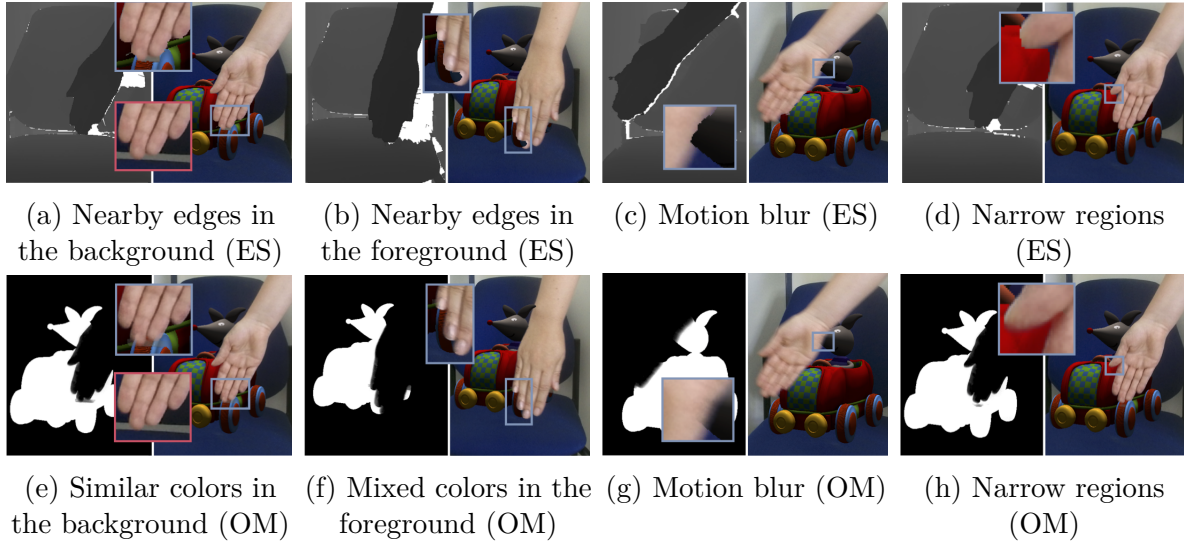 (a) Nearby edges in
the background (ES)
(b) Nearby edges in
the foreground (ES)
(c) Motion blur (ES)
(d) Narrow regions
(ES)
(e) Similar colors in
the background (OM)
(f) Mixed colors in the
foreground (OM)
(g) Motion blur (OM)
(h) Narrow regions
(OM)